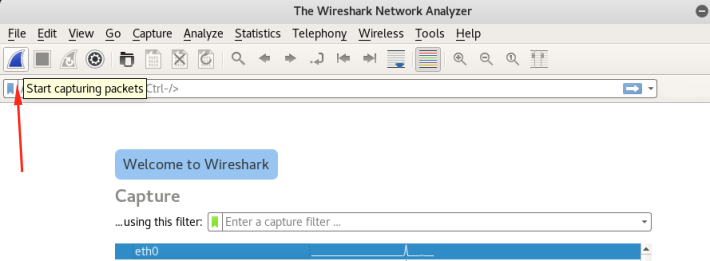 The Wireshark Network Analyzer
File Edit View Go Capture Analyze Statistics Telephony Wireless Tools Help
Start capturing packets Ctrl-/>
Welcome to Wireshark
Capture
...using this filter: Enter a capture filter ...
eth0